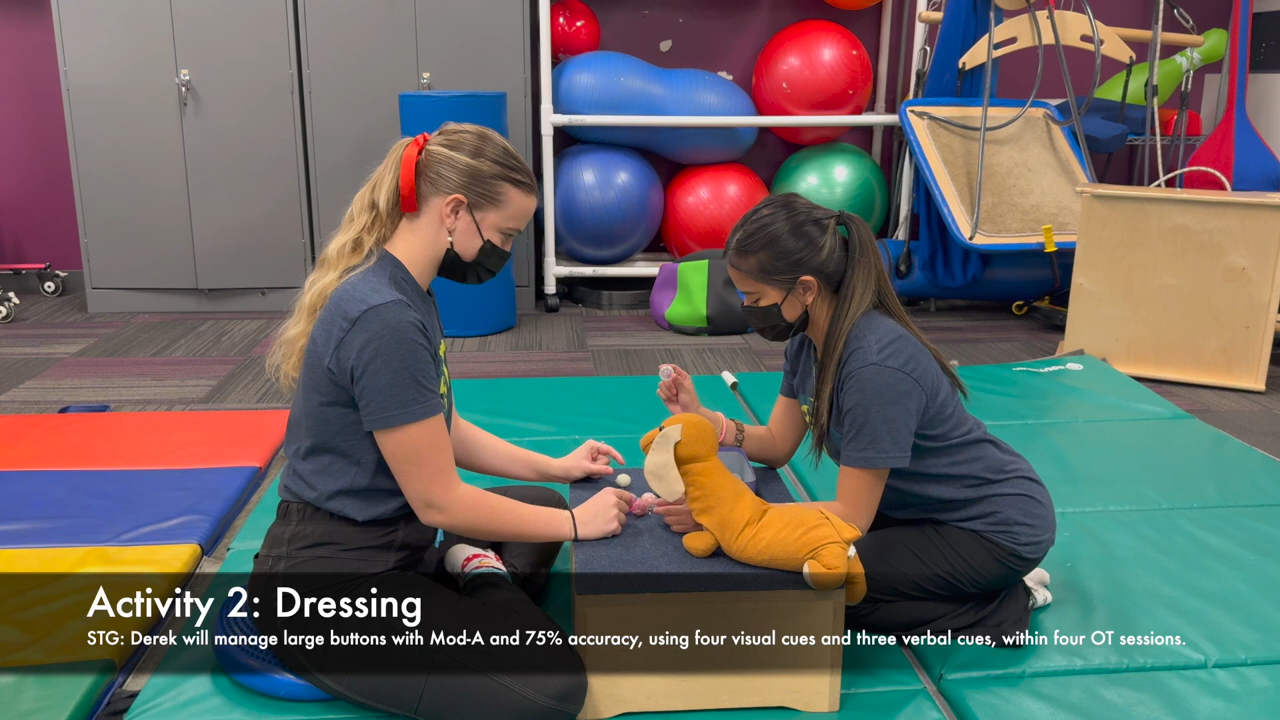 Activity 2: Dressing
STG: Derek will manage large buttons with Mod-A and 75% accuracy, using four visual cues and three verbal cues, within four OT sessions.